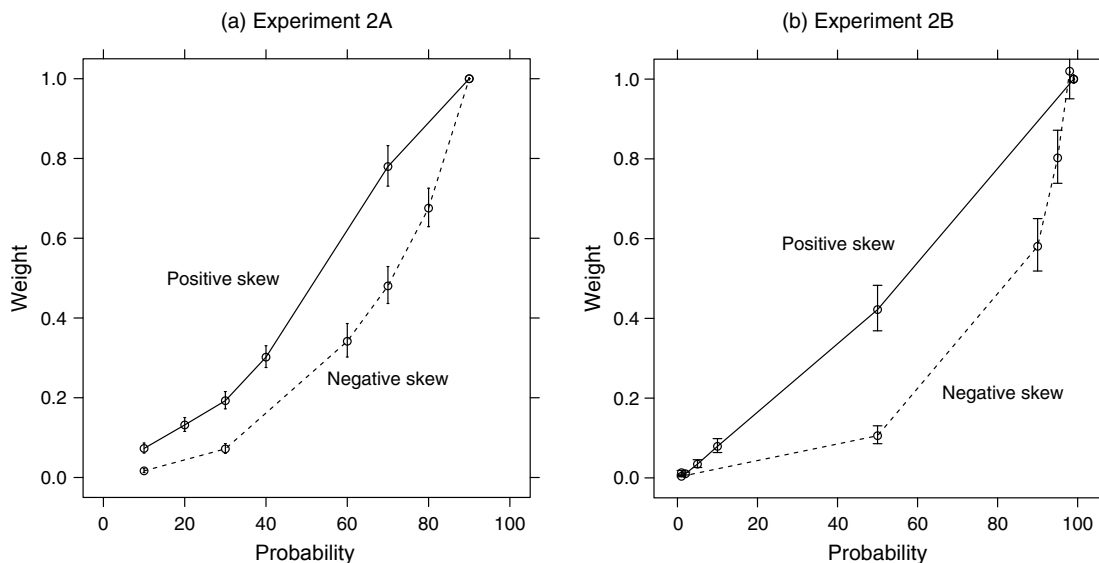 (a) Experiment 2A
Weight
1.0
0.8
0.6
0.4
0.2
0.0
Positive skew
Negative skew
0 20 40 60 80 100
Probability
(b) Experiment 2B
Weight
1.0
0.8
0.6
0.4
0.2
0.0
Positive skew
Negative skew
0 20 40 60 80 100
Probability